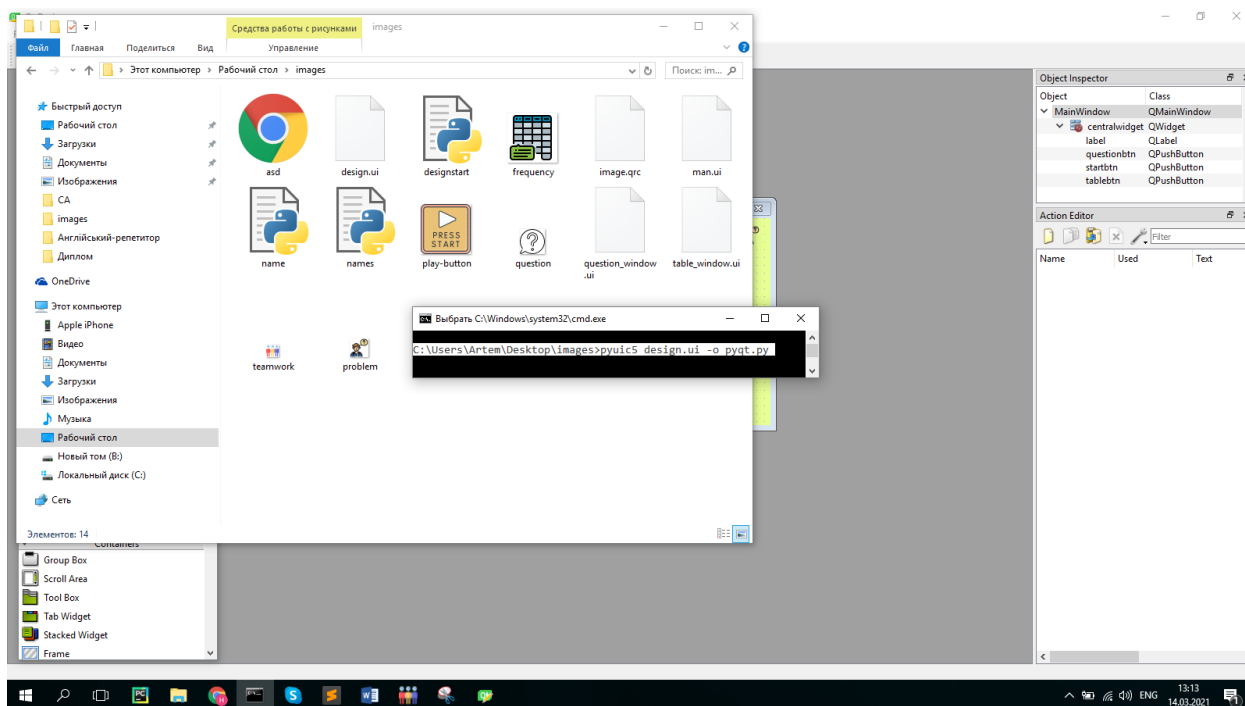 Средства работы с рисунками images
Файл Главная Поделиться Вид Управление
Этот компьютер Рабочий стол images
Поиск: im...
Быстрый доступ
Рабочий стол
Загрузки
Документы
Изображения
CA
images
Англійський-репетитор
Диплом
OneDrive
Этот компьютер
Apple iPhone
Видео
Документы
Загрузки
Изображения
Музыка
Рабочий стол
Новый том (B:)
Локальный диск (C:)
Сеть
asd design.ui designstart frequency image.qrc man.ui
PRESS
START
name names play-button question question_window
.ui
table_window.ui
teamwork problem
Элементов: 14
Выбрать C:\Windows\system32\cmd.exe
C:\Users\Artem\Desktop\images>pyuic5 design.ui -o pyqt.py
Object Inspector
Object Class
MainWindow QMainWindow
centralwidget QWidget
label QLabel
questionbtn QPushButton
startbtn QPushButton
tablebtn QPushButton
Action Editor
Filter
Name Used Text
Containers
Group Box
Scroll Area
Tool Box
Tab Widget
Stacked Widget
Frame
ENG
13:13
14.03.2021